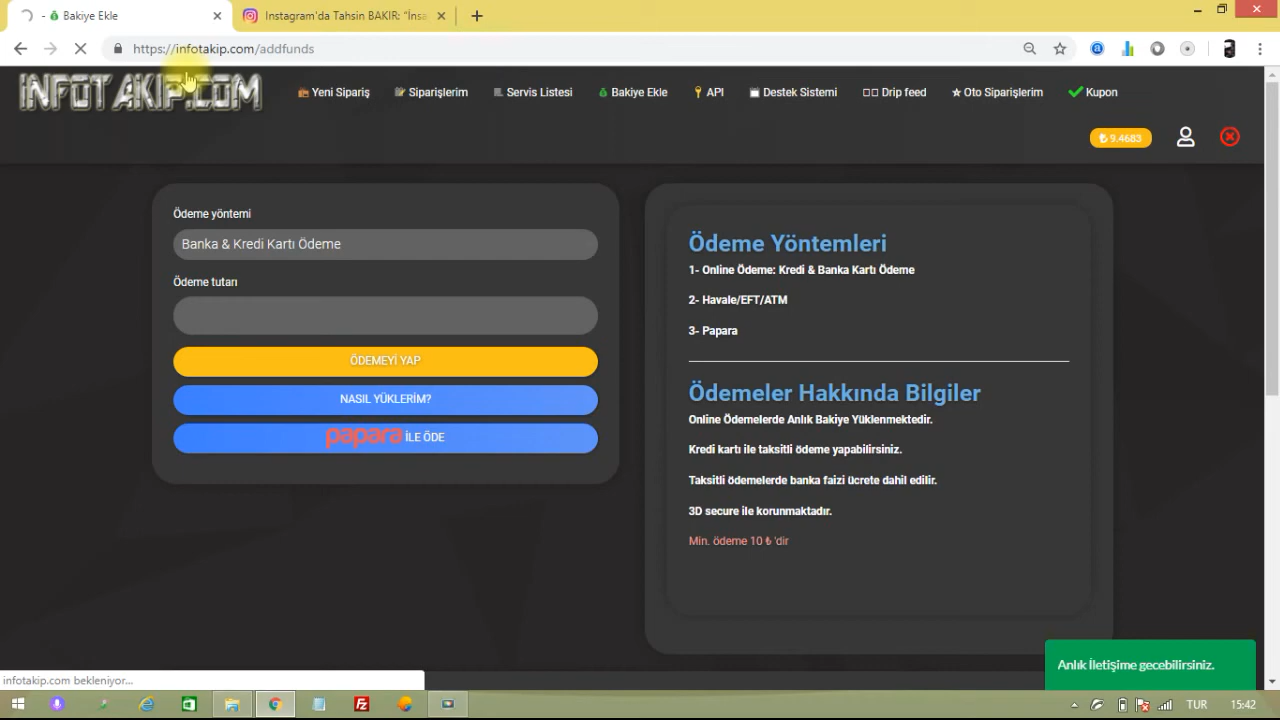 - Bakiye Ekle
Instagram'da Tahsin BAKIR: "İnsa
https://infotakip.com/addfunds
INFOTAKIP.COM
Yeni Sipariş
Siparişlerim
Servis Listesi
Bakiye Ekle
API
Destek Sistemi
Drip feed
Oto Siparişlerim
Kupon
₺ 9.4683
Ödeme yöntemi
Banka & Kredi Kartı Ödeme
Ödeme tutarı
ÖDEMEYİ YAP
NASIL YÜKLERİM?
papara İLE ÖDE
Ödeme Yöntemleri
1- Online Ödeme: Kredi & Banka Kartı Ödeme
2- Havale/EFT/ATM
3- Papara
Ödemeler Hakkında Bilgiler
Online Ödemelerde Anlık Bakiye Yüklenmektedir.
Kredi kartı ile taksitli ödeme yapabilirsiniz.
Taksitli ödemelerde banka faizi ücrete dahil edilir.
3D secure ile korunmaktadır.
Min. ödeme 10 ₺ 'dir
Anlık İletişime gecebilirsiniz.
infotakip.com bekleniyor...
TUR
15:42